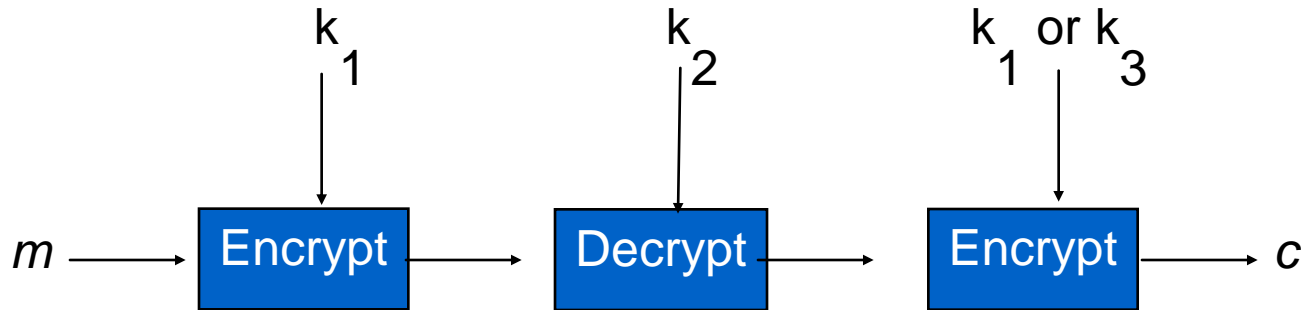 k₁ k₂ k₁ or k₃
m Encrypt Decrypt Encrypt c